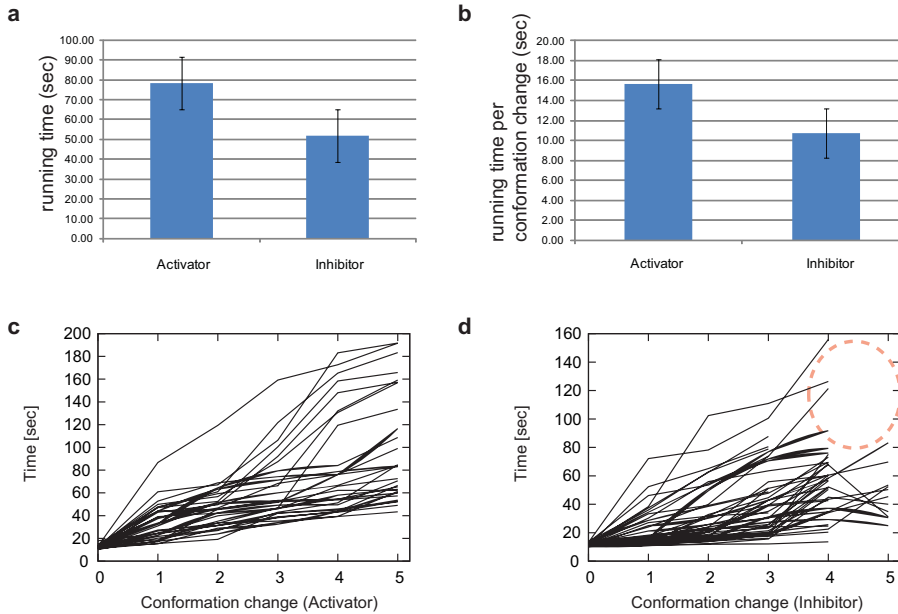 a
running time (sec)
100.00
90.00
80.00
70.00
60.00
50.00
40.00
30.00
20.00
10.00
0.00
Activator
Inhibitor
b
running time per
conformation change (sec)
20.00
18.00
16.00
14.00
12.00
10.00
8.00
6.00
4.00
2.00
0.00
Activator
Inhibitor
c
Time [sec]
200
180
160
140
120
100
80
60
40
20
0
0 1 2 3 4 5
Conformation change (Activator)
d
Time [sec]
160
140
120
100
80
60
40
20
0
0 1 2 3 4 5
Conformation change (Inhibitor)